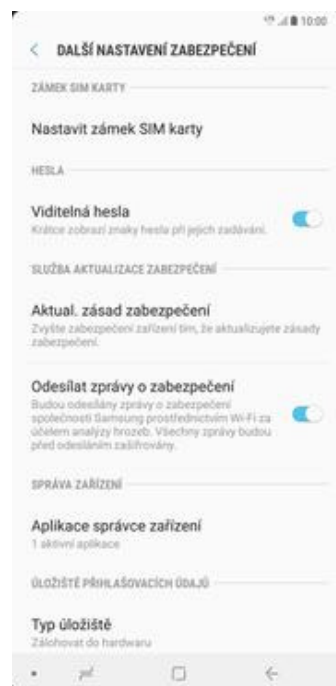 10:00
DALŠÍ NASTAVENÍ ZABEZPEČENÍ
ZÁMEK SIM KARTY
Nastavit zámek SIM karty
HESLA
Viditelná hesla
Krátce zobrazí znaky hesla při jejich zadávání.
SLUŽBA AKTUALIZACE ZABEZPEČENÍ
Aktual. zásad zabezpečení
Zvyšte zabezpečení zařízení tím, že aktualizujete zásady
zabezpečení.
Odesílat zprávy o zabezpečení
Budou odesílány zprávy o zabezpečení
společnosti Samsung prostřednictvím Wi-Fi za
účelem analýzy hrozeb. Všechny zprávy budou
před odesláním zašifrovány.
SPRÁVA ZAŘÍZENÍ
Aplikace správce zařízení
1 aktivní aplikace
ÚLOŽIŠTĚ PŘIHLAŠOVACÍCH ÚDAJŮ
Typ úložiště
Zálohovat do hardwaru